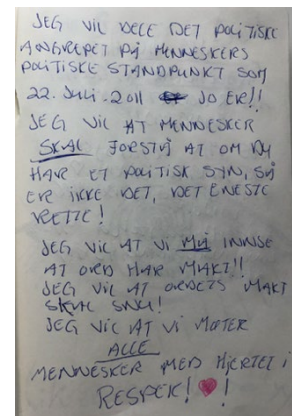 JEG VIL DELE DET POLITISKE
ANGREPET PÅ MENNESKERS
POLITISKE STANDPUNKT SOM
22. JULI. 2011 JO ER!!
JEG VIL AT MENNESKER
SKAL FORSTÅ AT OM DU
HAR ET POLITISK SYN, SÅ
ER IKKE DET, DET ENESTE
RETTE!
JEG VIL AT VI MÅ INNSE
AT ORD HAR MAKT!!
JEG VIL AT ORDETS MAKT
SKAL SNU!
JEG VIL AT VI MØTER
ALLE
MENNESKER MED HJERTET I
RESPEKT!